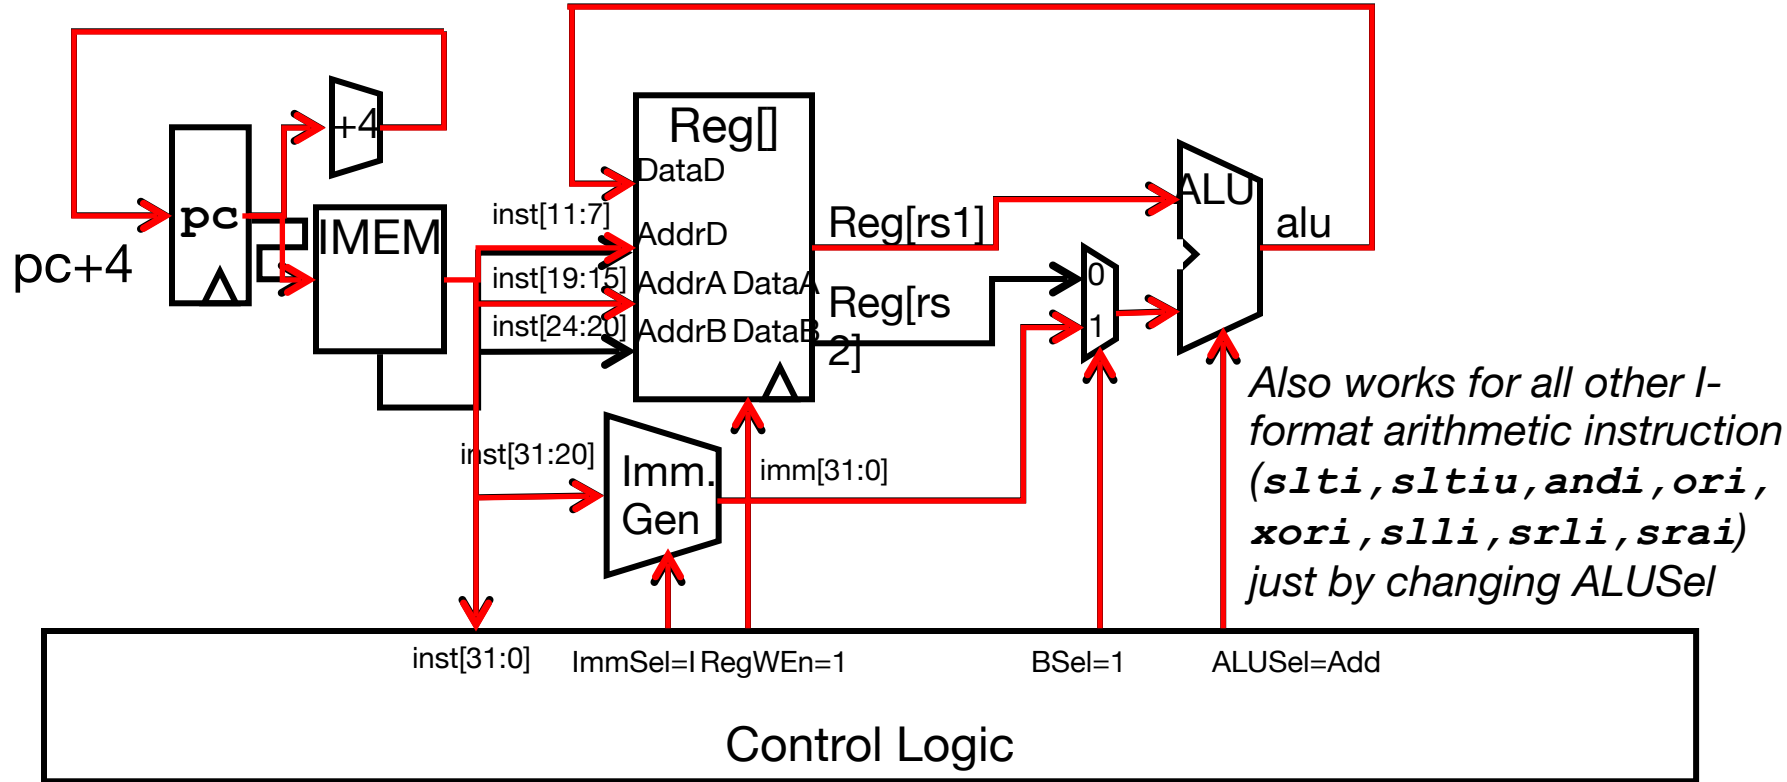 +4
Reg[]
DataD
ALU
pc
inst[11:7]
Reg[rs1]
alu
IMEM
AddrD
pc+4
inst[19:15]
AddrA DataA
0
Reg[rs
2]
inst[24:20]
AddrB DataB
1
Also works for all other I-
format arithmetic instruction
(slti,sltiu,andi,ori,
xori,slli,srli,srai)
just by changing ALUSel
inst[31:20]
Imm.
Gen
imm[31:0]
inst[31:0]
ImmSel=I
RegWEn=1
BSel=1
ALUSel=Add
Control Logic